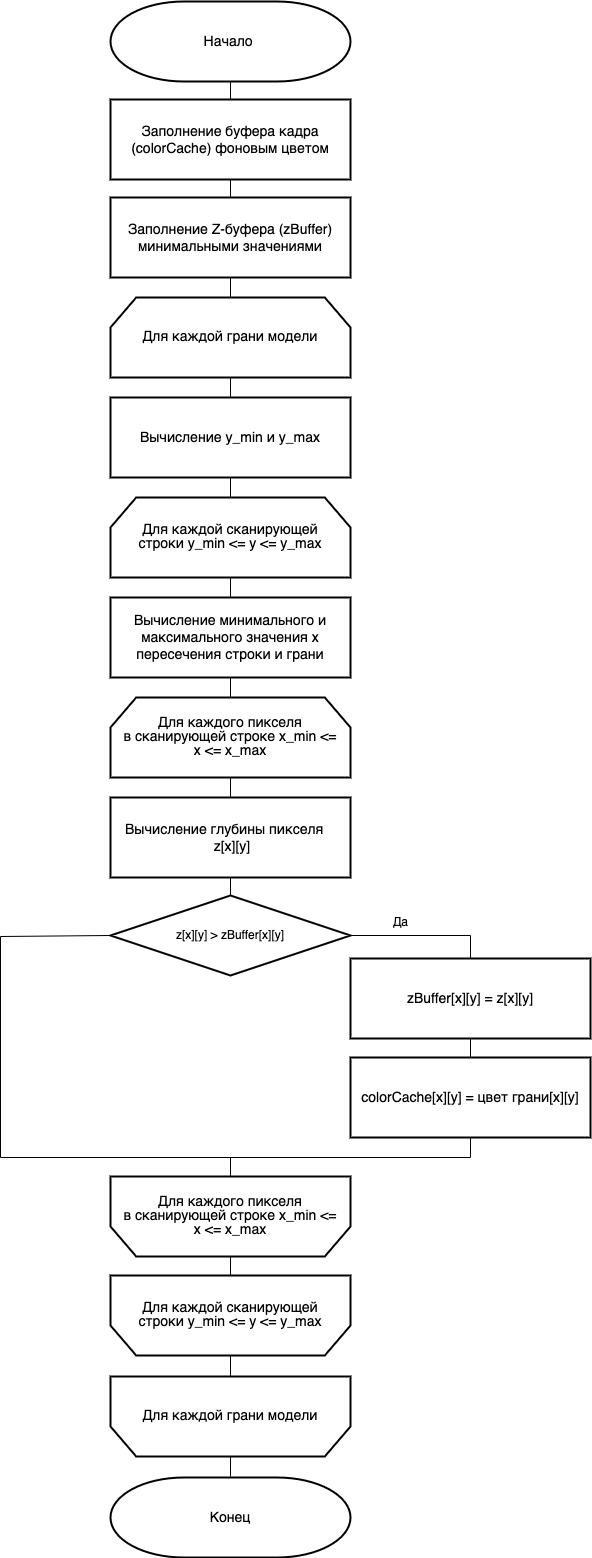 Начало
Заполнение буфера кадра
(colorCache) фоновым цветом
Заполнение Z-буфера (zBuffer)
минимальными значениями
Для каждой грани модели
Вычисление y_min и y_max
Для каждой сканирующей
строки y_min <= y <= y_max
Вычисление минимального и
максимального значения x
пересечения строки и грани
Для каждого пикселя
в сканирующей строке x_min <=
x <= x_max
Вычисление глубины пикселя
z[x][y]
z[x][y] > zBuffer[x][y]
Да
zBuffer[x][y] = z[x][y]
colorCache[x][y] = цвет грани[x][y]
Для каждого пикселя
в сканирующей строке x_min <=
x <= x_max
Для каждой сканирующей
строки y_min <= y <= y_max
Для каждой грани модели
Конец